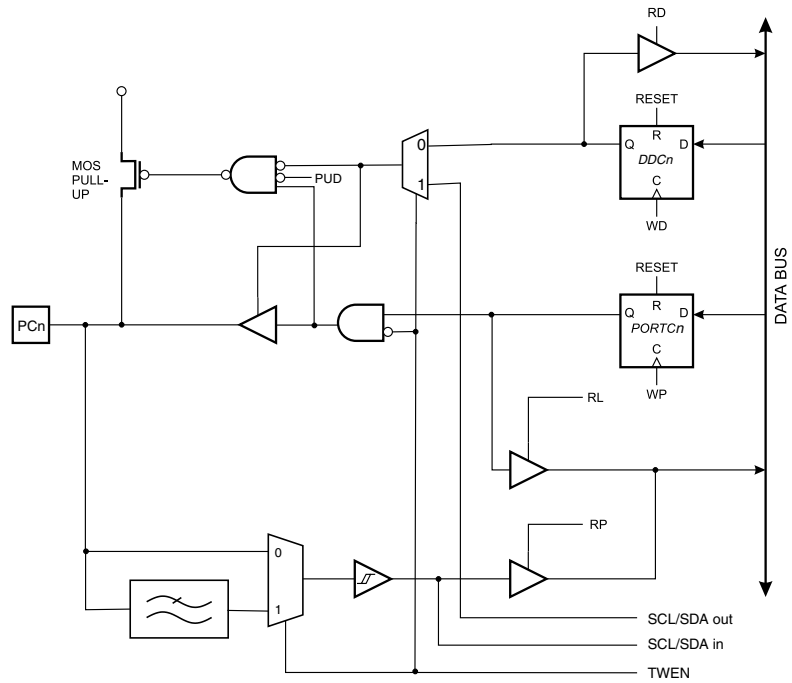 RD
RESET
R
Q
D
DDCn
C
WD
0
1
MOS
PULL-
UP
PUD
RESET
R
Q
D
PORTCn
C
WP
DATA BUS
PCn
RL
RP
0
1
SCL/SDA out
SCL/SDA in
TWEN